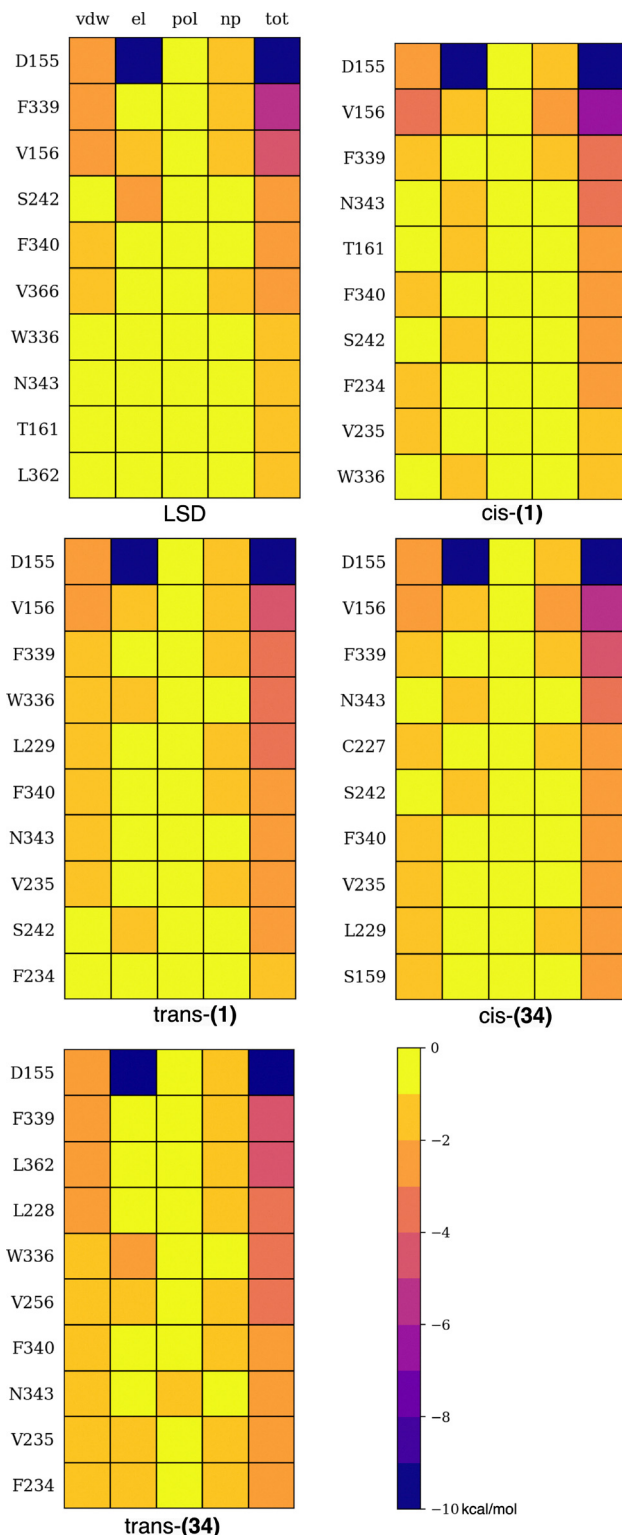 vdw el pol np tot
D155
F339
V156
S242
F340
V366
W336
N343
T161
L362
LSD
D155
V156
F339
N343
T161
F340
S242
F234
V235
W336
cis-(1)
D155
V156
F339
W336
L229
F340
N343
V235
S242
F234
trans-(1)
D155
V156
F339
N343
C227
S242
F340
V235
L229
S159
cis-(34)
D155
F339
L362
L228
W336
V256
F340
N343
V235
F234
trans-(34)
0
−2
−4
−6
−8
−10 kcal/mol